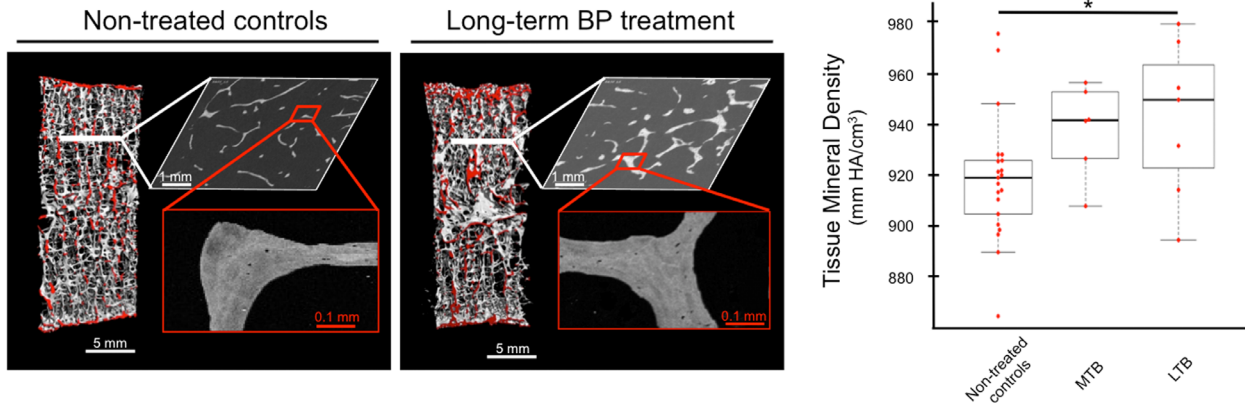 Non-treated controls
Long-term BP treatment
1 mm
0.1 mm
5 mm
1 mm
0.1 mm
5 mm
*
Tissue Mineral Density
(mm HA/cm³)
980
960
940
920
900
880
Non-treated
controls
MTB
LTB